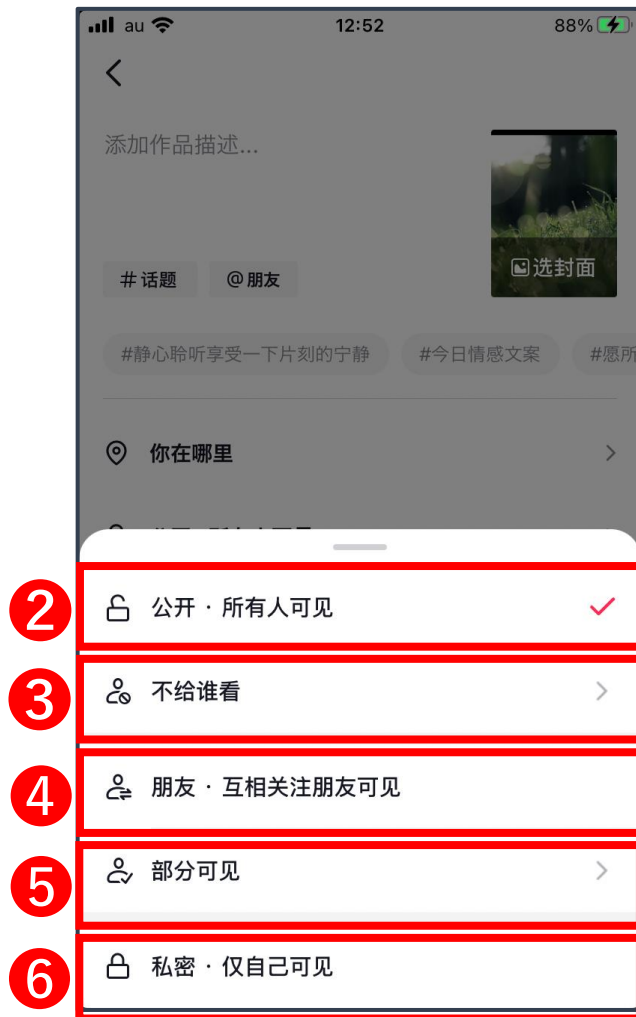 au
12:52
88%
添加作品描述...
选封面
#话题
@朋友
#静心聆听享受一下片刻的宁静
#今日情感文案
#愿所
你在哪里
2
公开 · 所有人可见
3
不给谁看
4
朋友 · 互相关注朋友可见
5
部分可见
6
私密 · 仅自己可见